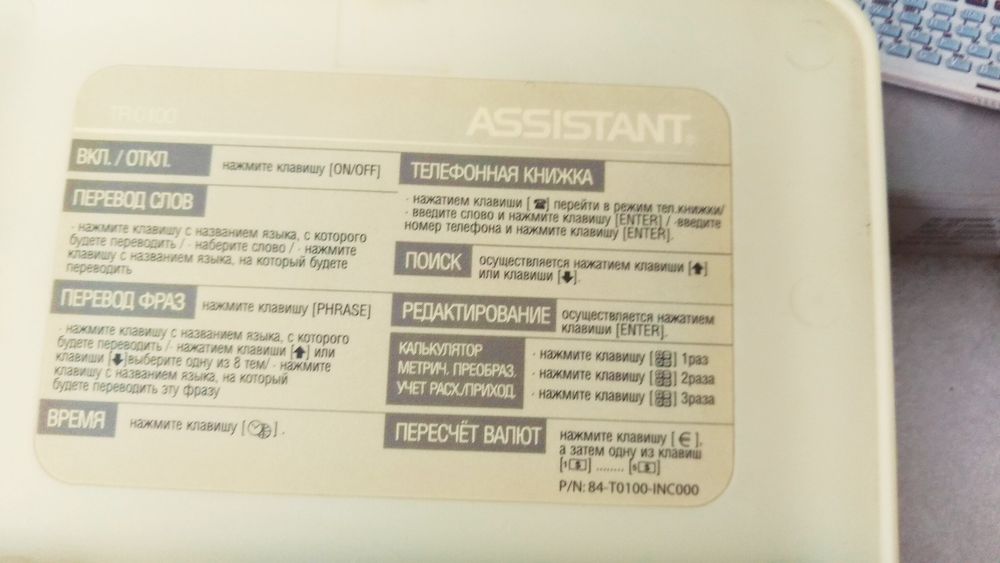 ASSISTANT®
ВКЛ. / ОТКЛ. нажмите клавишу [ON/OFF]
ПЕРЕВОД СЛОВ
· нажмите клавишу с названием языка, с которого
будете переводить / · наберите слово / · нажмите
клавишу с названием языка, на который будете
переводить
ПЕРЕВОД ФРАЗ нажмите клавишу [PHRASE]
· нажмите клавишу с названием языка, с которого
будете переводить /· нажатием клавиши [🡅] или
клавиши [🡇]выберите одну из 8 тем/ · нажмите
клавишу с названием языка, на который
будете переводить эту фразу
ВРЕМЯ нажмите клавишу [ ] .
ТЕЛЕФОННАЯ КНИЖКА
· нажатием клавиши [ ☎ ] перейти в режим тел.книжки/
· введите слово и нажмите клавишу [ENTER] / ·введите
номер телефона и нажмите клавишу [ENTER].
ПОИСК осуществляется нажатием клавиши [🡅]
или клавиши [🡇].
РЕДАКТИРОВАНИЕ осуществляется нажатием
клавиши [ENTER].
КАЛЬКУЛЯТОР · нажмите клавишу [ ] 1раз
МЕТРИЧ. ПРЕОБРАЗ. · нажмите клавишу [ ] 2раза
УЧЕТ РАСХ./ПРИХОД. · нажмите клавишу [ ] 3раза
ПЕРЕСЧЁТ ВАЛЮТ нажмите клавишу [ € ],
а затем одну из клавиш
[1 $ ] ........ [5 $ ]
P/N: 84-T0100-INC000